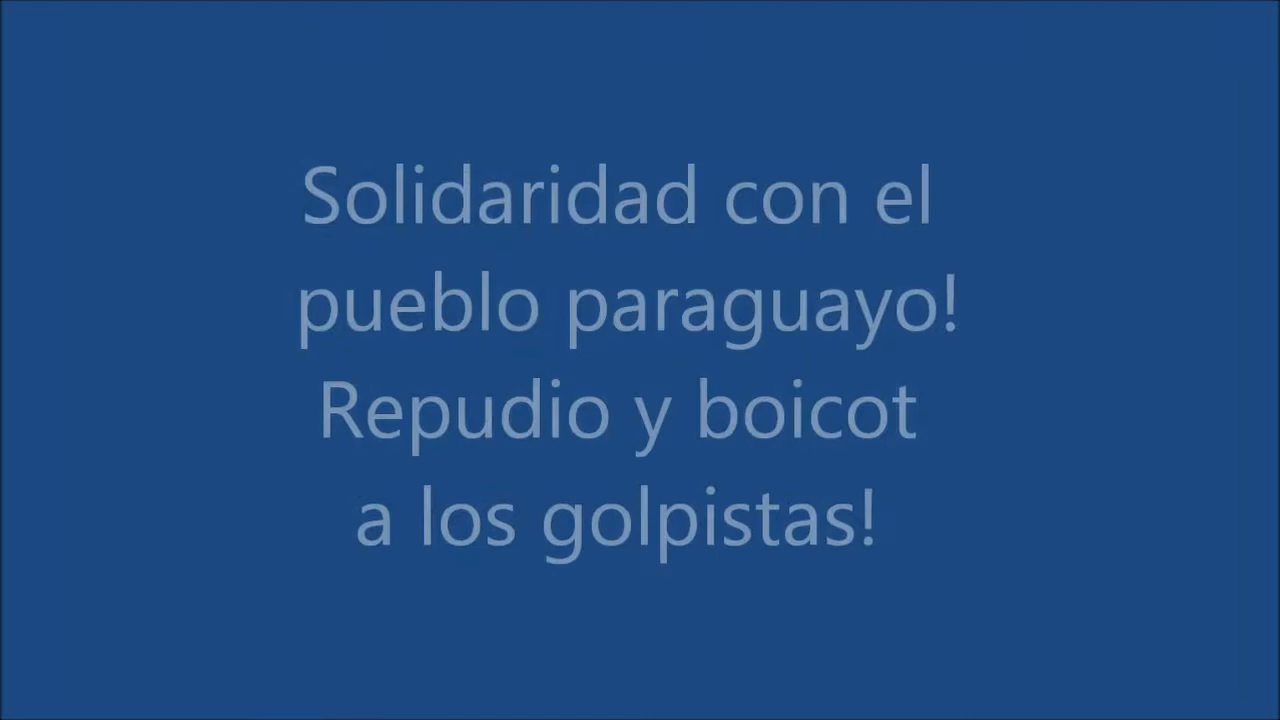 Solidaridad con el
pueblo paraguayo!
Repudio y boicot
a los golpistas!